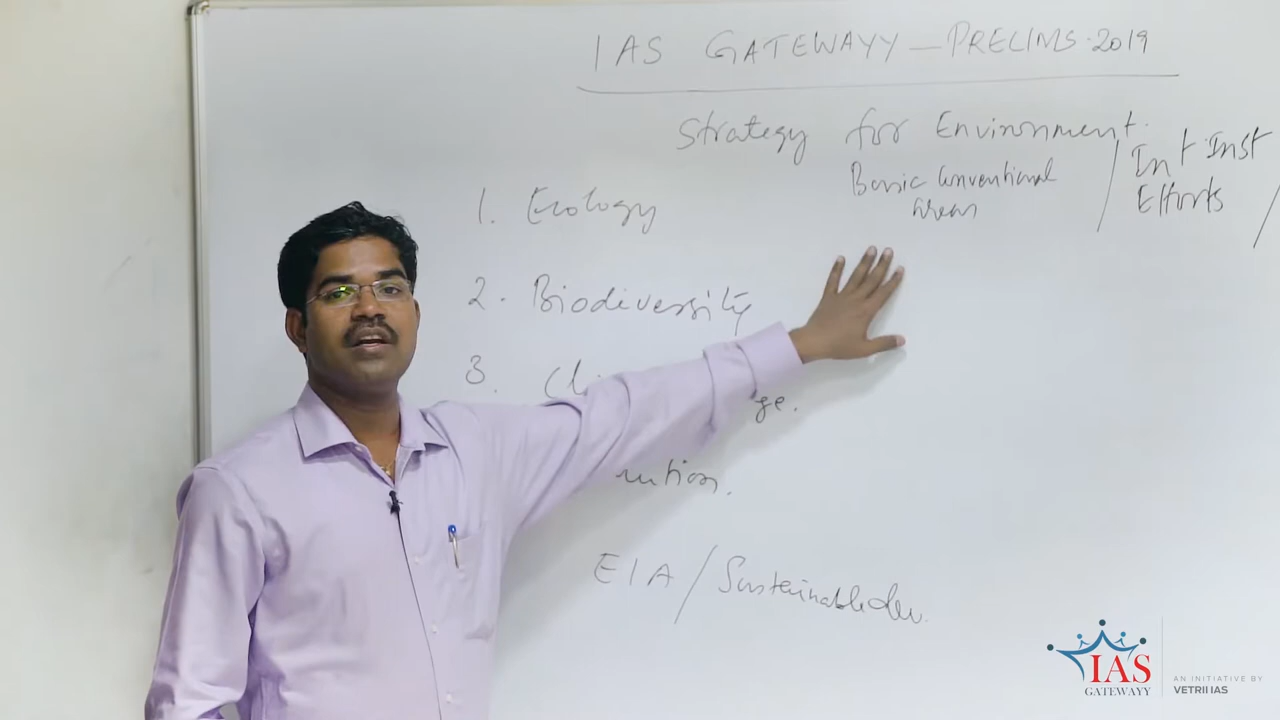 IAS GATEWAYY — PRELIMS. 2019
Strategy for Environment.
Basic Conventional Areas / Int Inst Efforts /
1. Ecology
2. Biodiversity
3. Cli ge.
ution.
EIA / Sustainable dev.
IAS
GATEWAYY
AN INITIATIVE BY
VETRII IAS